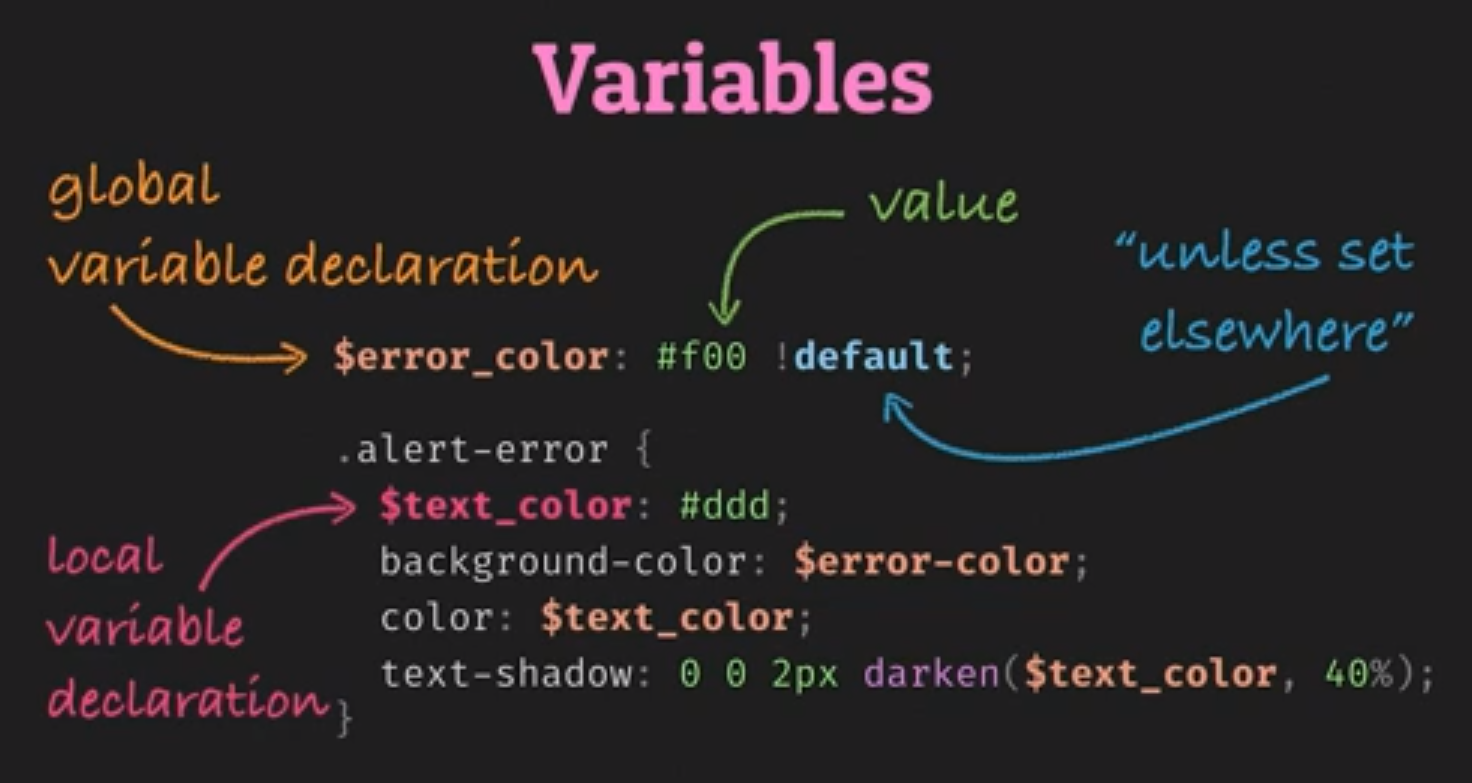 Variables
global
variable declaration
value
“unless set
elsewhere”
$error_color: #f00 !default;
.alert-error {
$text_color: #ddd;
background-color: $error-color;
color: $text_color;
text-shadow: 0 0 2px darken($text_color, 40%);
}
local
variable
declaration